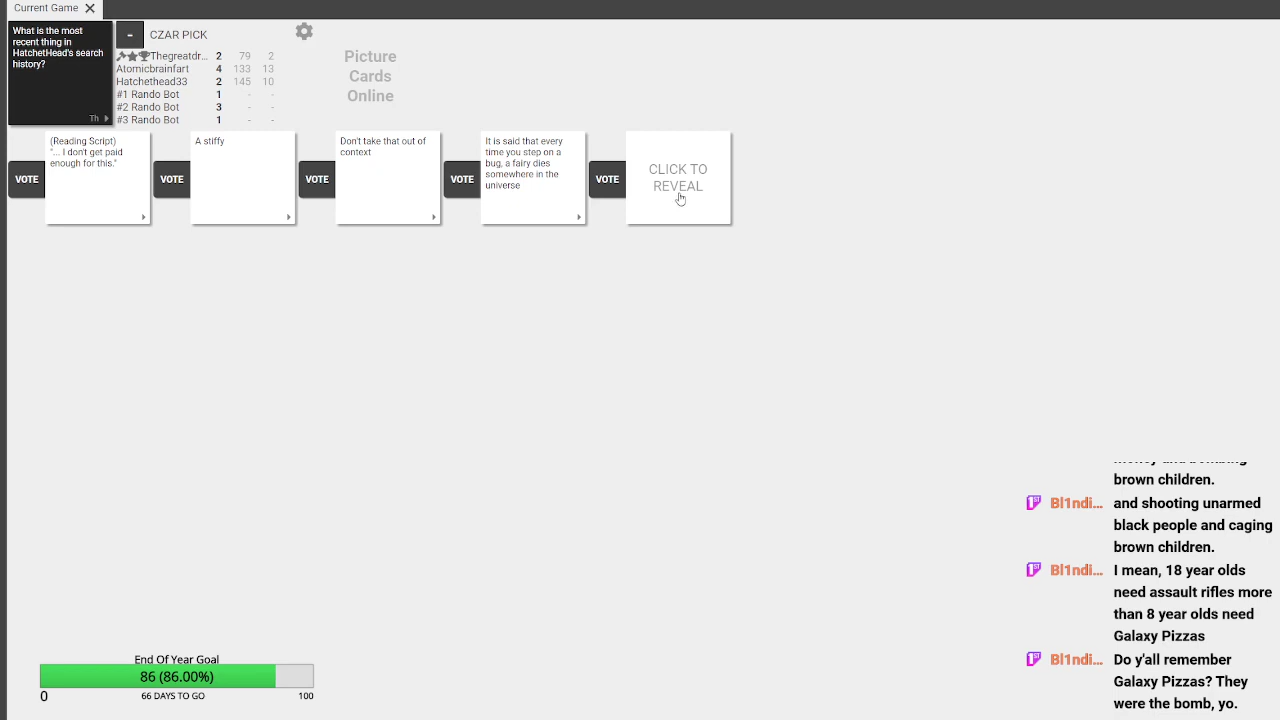 Current Game
What is the most
recent thing in
HatchetHead's search
history?
Th
-
CZAR PICK
Thegreatdr... 2 79 2
Atomicbrainfart 4 133 13
Hatchethead33 2 145 10
#1 Rando Bot 1 - -
#2 Rando Bot 3 - -
#3 Rando Bot 1 - -
Picture
Cards
Online
VOTE
(Reading Script)
"... I don't get paid
enough for this."
VOTE
A stiffy
VOTE
Don't take that out of
context
VOTE
It is said that every
time you step on a
bug, a fairy dies
somewhere in the
universe
VOTE
CLICK TO
REVEAL
brown children.
Bl1ndi... and shooting unarmed
black people and caging
brown children.
Bl1ndi... I mean, 18 year olds
need assault rifles more
than 8 year olds need
Galaxy Pizzas
Bl1ndi... Do y'all remember
Galaxy Pizzas? They
were the bomb, yo.
End Of Year Goal
86 (86.00%)
0 66 DAYS TO GO 100